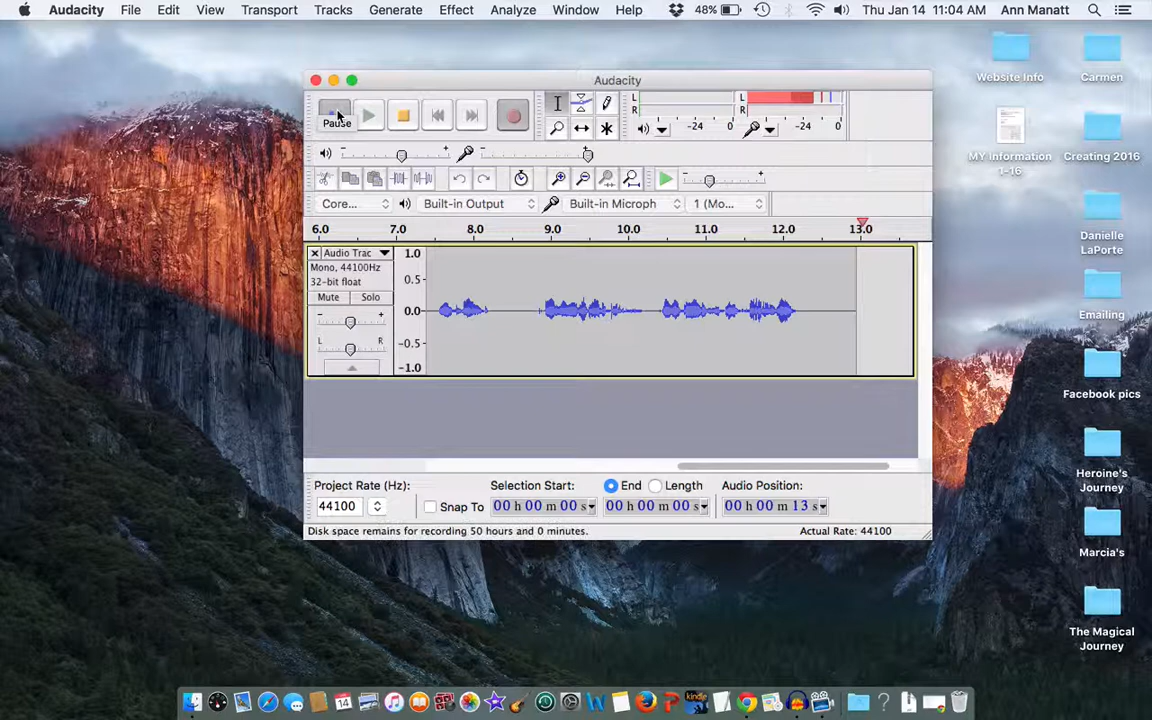 Audacity File Edit View Transport Tracks Generate Effect Analyze Window Help 48% Thu Jan 14 11:04 AM Ann Manatt
Website Info Carmen
Audacity
Pause
L R -24 0 L R -24 0
MY Information 1-16
Creating 2016
Core... Built-in Output Built-in Microph 1 (Mo...
6.0 7.0 8.0 9.0 10.0 11.0 12.0 13.0
Danielle LaPorte
Audio Trac 1.0
Mono, 44100Hz
32-bit float 0.5
Mute Solo
- + 0.0
Emailing
L R -0.5
-1.0
Facebook pics
Heroine's Journey
Project Rate (Hz): Selection Start: End Length Audio Position:
44100 Snap To 00 h 00 m 00 s 00 h 00 m 00 s 00 h 00 m 13 s
Disk space remains for recording 50 hours and 0 minutes. Actual Rate: 44100
Marcia's
The Magical Journey
14
kindle